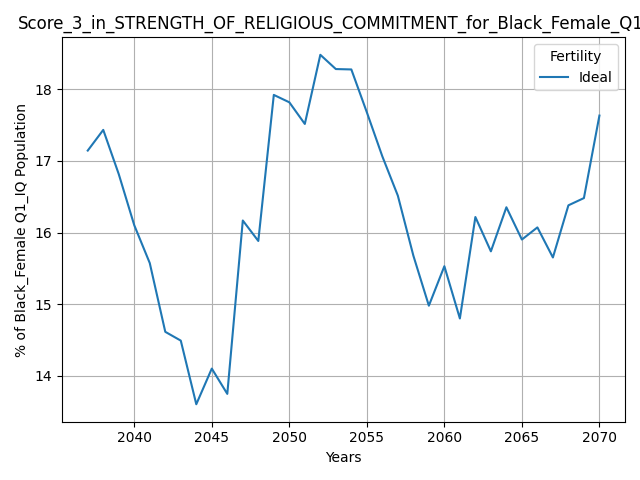 Score_3_in_STRENGTH_OF_RELIGIOUS_COMMITMENT_for_Black_Female_Q1
Fertility
Ideal
% of Black_Female Q1_IQ Population
18
17
16
15
14
2040 2045 2050 2055 2060 2065 2070
Years